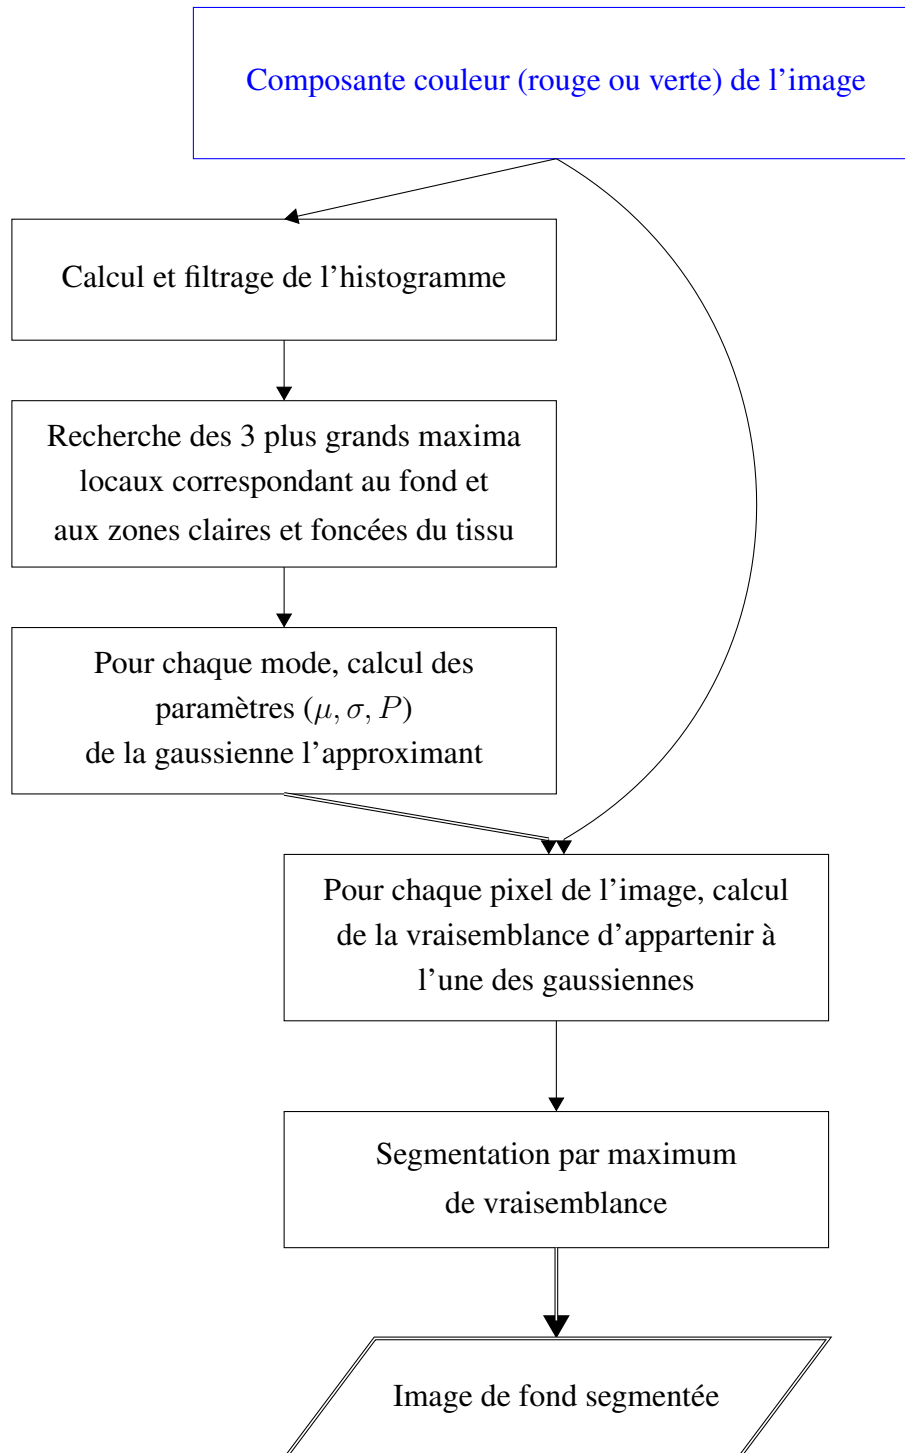 Composante couleur (rouge ou verte) de l'image
Calcul et filtrage de l'histogramme
Recherche des 3 plus grands maxima
locaux correspondant au fond et
aux zones claires et foncées du tissu
Pour chaque mode, calcul des
paramètres (μ, σ, P)
de la gaussienne l'approximant
Pour chaque pixel de l'image, calcul
de la vraisemblance d'appartenir à
l'une des gaussiennes
Segmentation par maximum
de vraisemblance
Image de fond segmentée